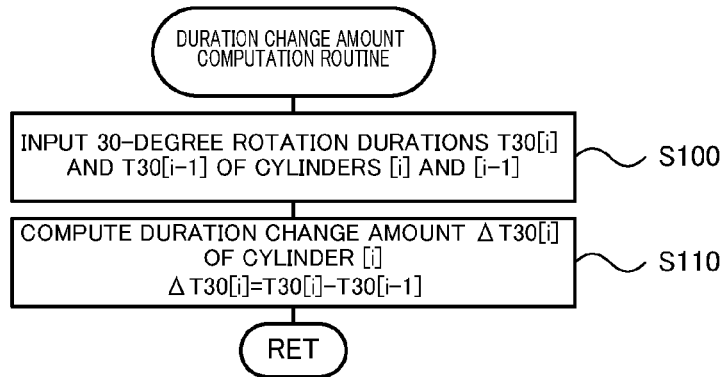 DURATION CHANGE AMOUNT
COMPUTATION ROUTINE
INPUT 30-DEGREE ROTATION DURATIONS T30[i]
AND T30[i-1] OF CYLINDERS [i] AND [i-1]
S100
COMPUTE DURATION CHANGE AMOUNT ΔT30[i]
OF CYLINDER [i]
ΔT30[i]=T30[i]-T30[i-1]
S110
RET